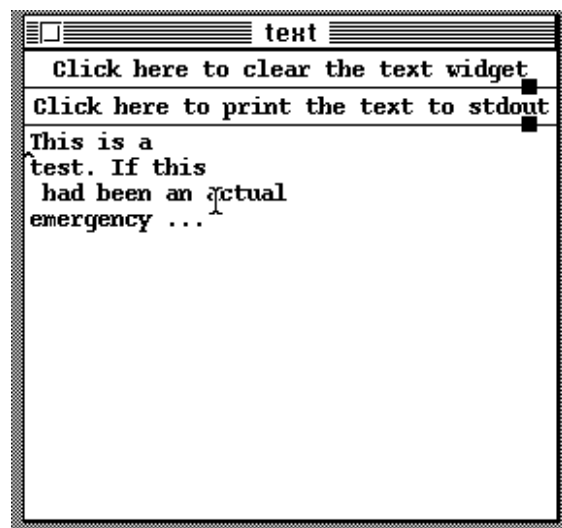 text
Click here to clear the text widget
Click here to print the text to stdout
This is a
test. If this
 had been an actual
emergency ...